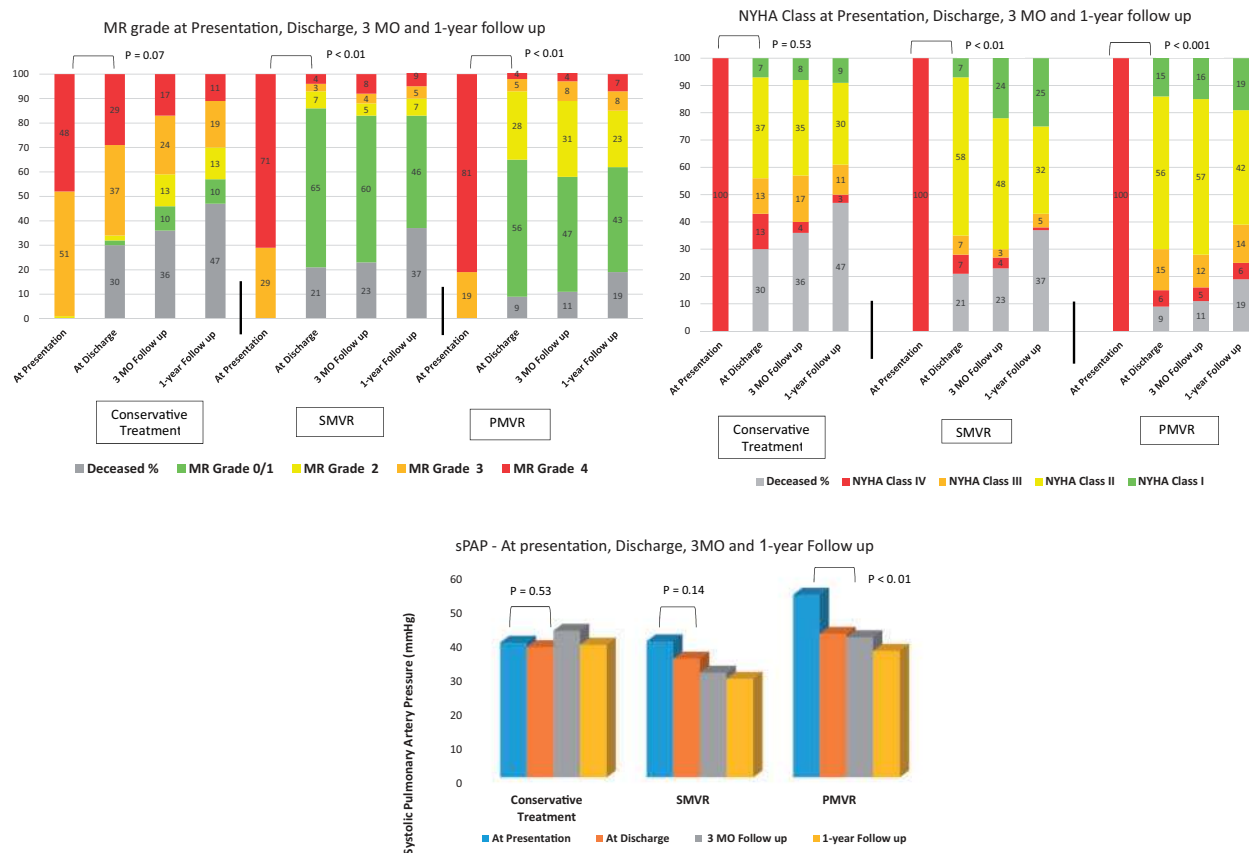 MR grade at Presentation, Discharge, 3 MO and 1-year Follow up
P = 0.07
P < 0.01
P < 0.01
100
90
80
70
60
50
40
30
20
10
0
48
51
29
37
30
17
24
13
10
36
11
19
13
10
47
71
29
4
3
7
65
21
8
4
5
60
23
9
5
7
46
37
81
19
4
5
28
56
9
4
8
31
47
11
7
8
23
43
19
At Presentation
At Discharge
3 MO Follow up
1-year Follow up
At Presentation
At Discharge
3 MO Follow up
1-year Follow up
At Presentation
At Discharge
3 MO Follow up
1-year Follow up
Conservative
Treatment
SMVR
PMVR
Deceased % MR Grade 0/1 MR Grade 2 MR Grade 3 MR Grade 4
NYHA Class at Presentation, Discharge, 3 MO and 1-year follow up
P = 0.53
P < 0.01
P < 0.001
100
90
80
70
60
50
40
30
20
10
0
100
7
37
13
13
30
8
35
17
4
36
9
30
11
3
47
100
7
58
7
7
21
24
48
3
4
23
25
32
5
37
100
15
56
15
6
9
16
57
12
5
11
19
42
14
6
19
At Presentation
At Discharge
3 MO Follow up
1-year Follow up
At Presentation
At Discharge
3 MO Follow up
1-year Follow up
At Presentation
At Discharge
3 MO Follow up
1-year Follow up
Conservative
Treatment
SMVR
PMVR
Deceased % NYHA Class IV NYHA Class III NYHA Class II NYHA Class I
sPAP - At presentation, Discharge, 3MO and 1-year Follow up
P = 0.53
P = 0.14
P < 0.01
Systolic Pulmonary Artery Pressure (mmHg)
60
50
40
30
20
10
0
Conservative
Treatment
SMVR
PMVR
At Presentation At Discharge 3 MO Follow up 1-year Follow up